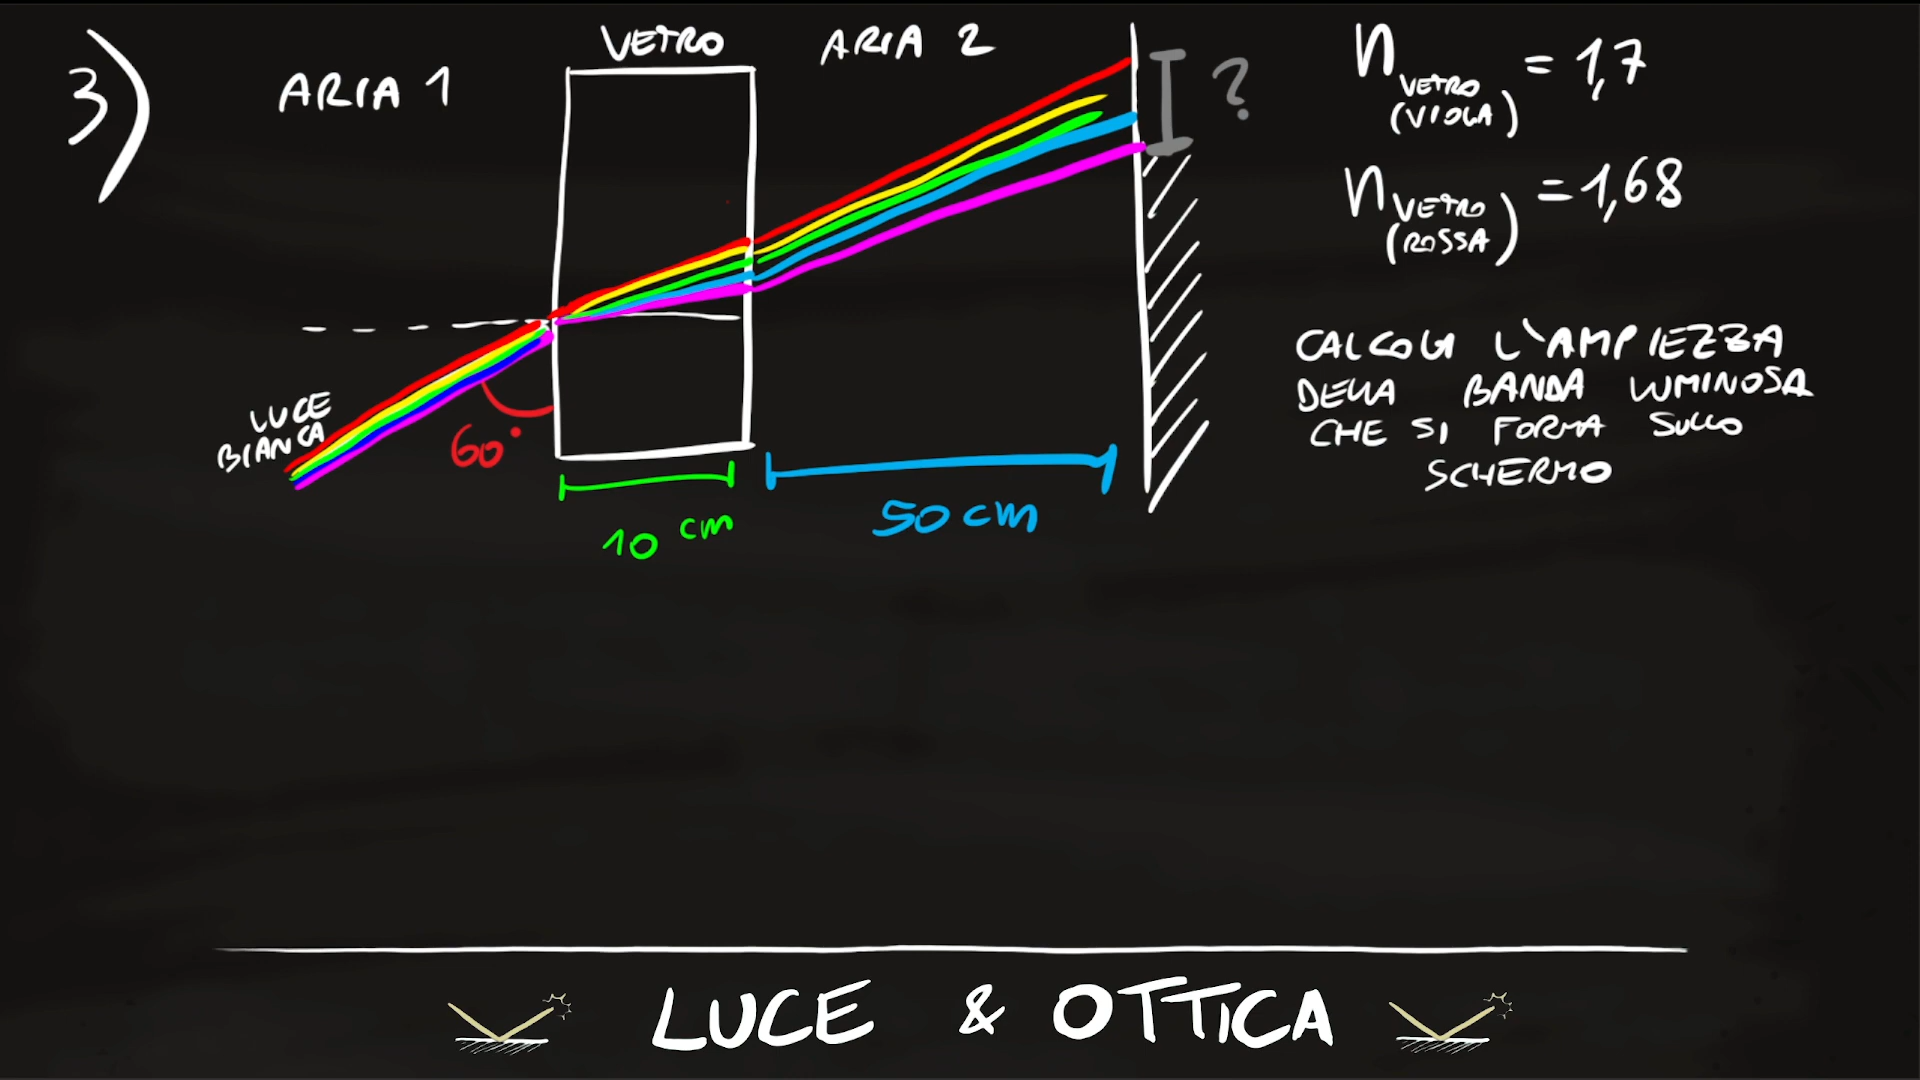 3)
ARIA 1
VETRO
ARIA 2
?
n VETRO (VIOLA) = 1,7
n VETRO (ROSSA) = 1,68
CALCOLI L'AMPIEZZA
DELLA BANDA LUMINOSA
CHE SI FORMA SULLO
SCHERMO
LUCE
BIANCA
60°
10 cm
50 cm
LUCE & OTTICA